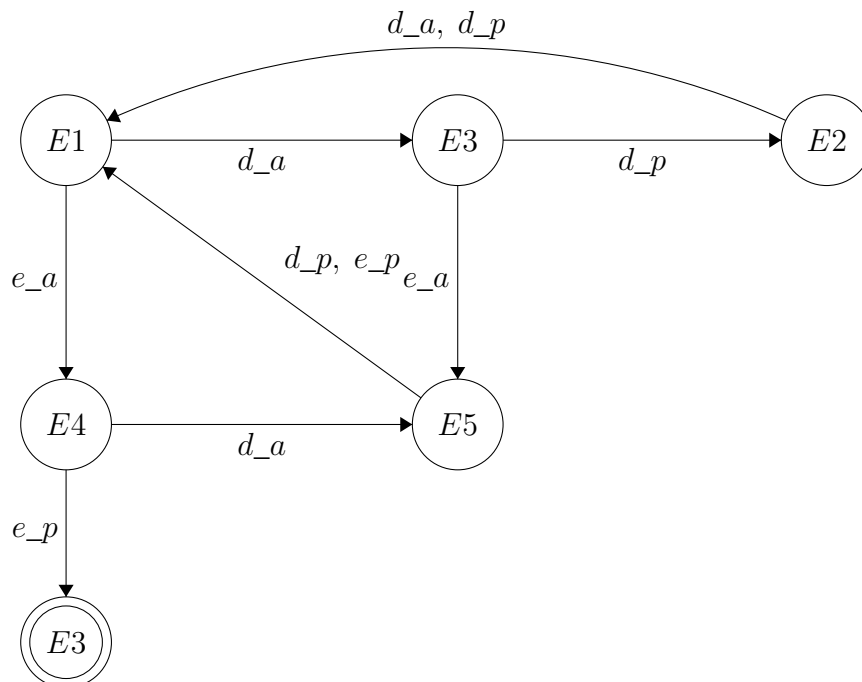 d_a, d_p
E1
E3
E2
d_a
d_p
e_a
d_p, e_p
e_a
E4
E5
d_a
e_p
E3